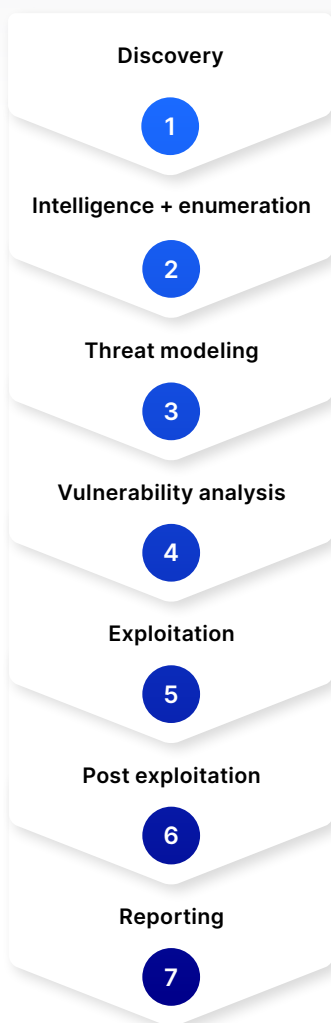 Discovery
1
Intelligence + enumeration
2
Threat modeling
3
Vulnerability analysis
4
Exploitation
5
Post exploitation
6
Reporting
7